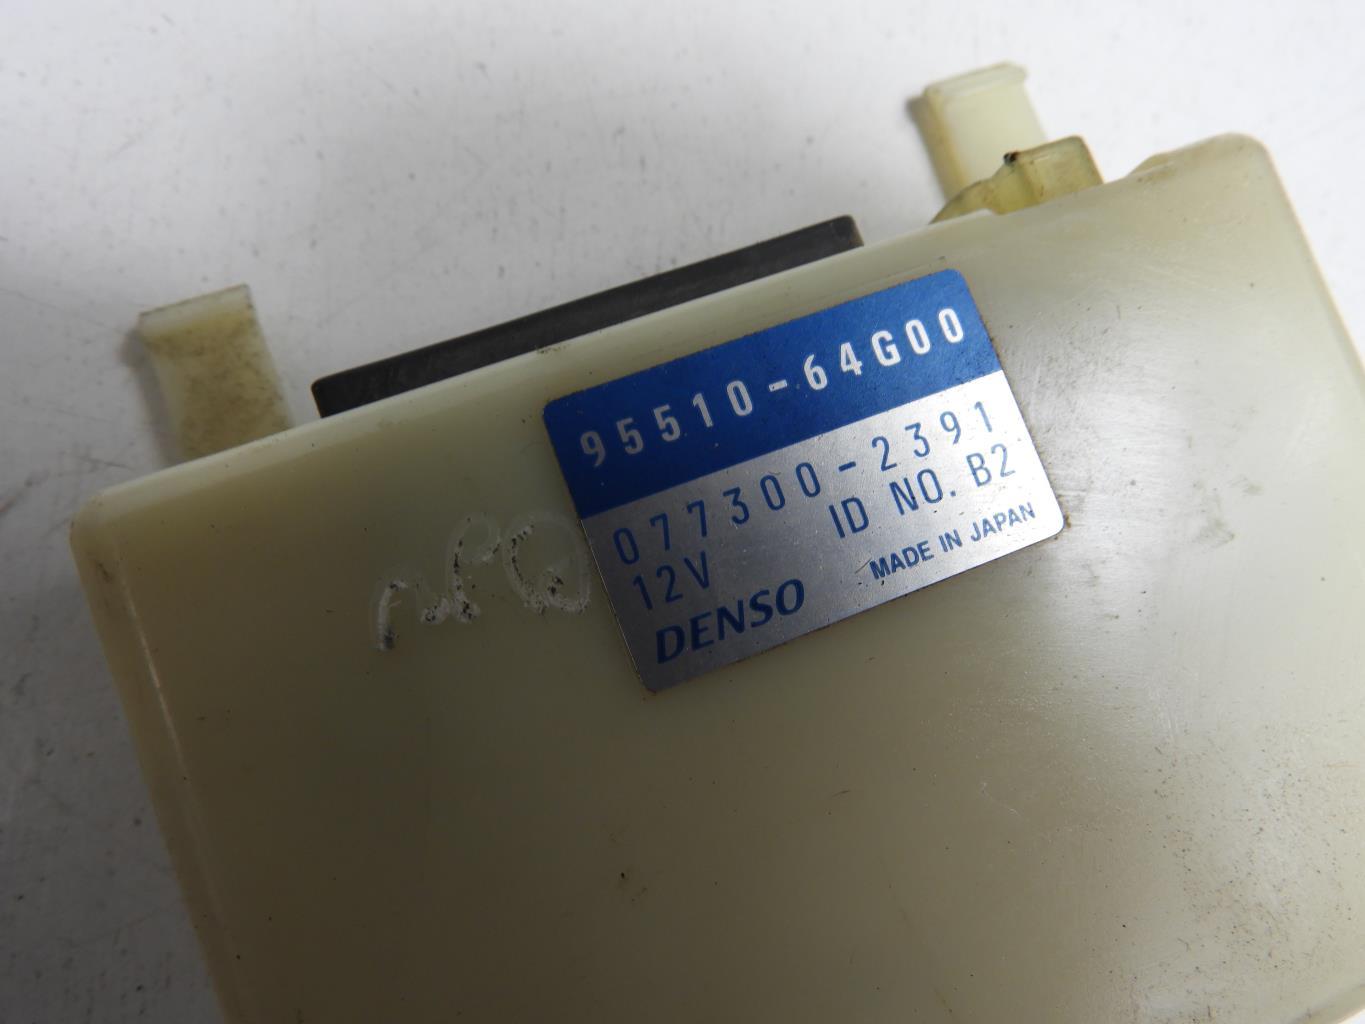 95510-64G00
077300-2391
12V ID NO. B2
DENSO MADE IN JAPAN